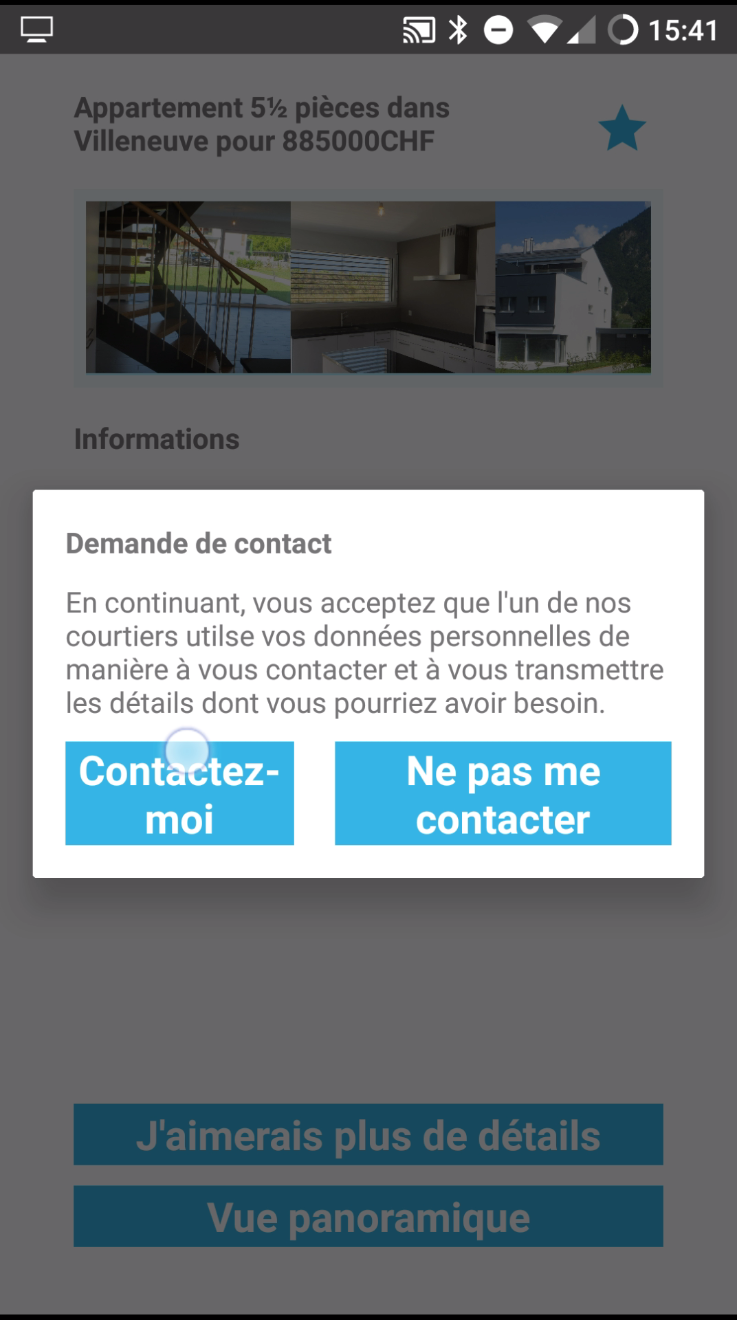 15:41
Appartement 5½ pièces dans
Villeneuve pour 885000CHF
Informations
Demande de contact
En continuant, vous acceptez que l'un de nos
courtiers utilse vos données personnelles de
manière à vous contacter et à vous transmettre
les détails dont vous pourriez avoir besoin.
Contactez-
moi
Ne pas me
contacter
J'aimerais plus de détails
Vue panoramique